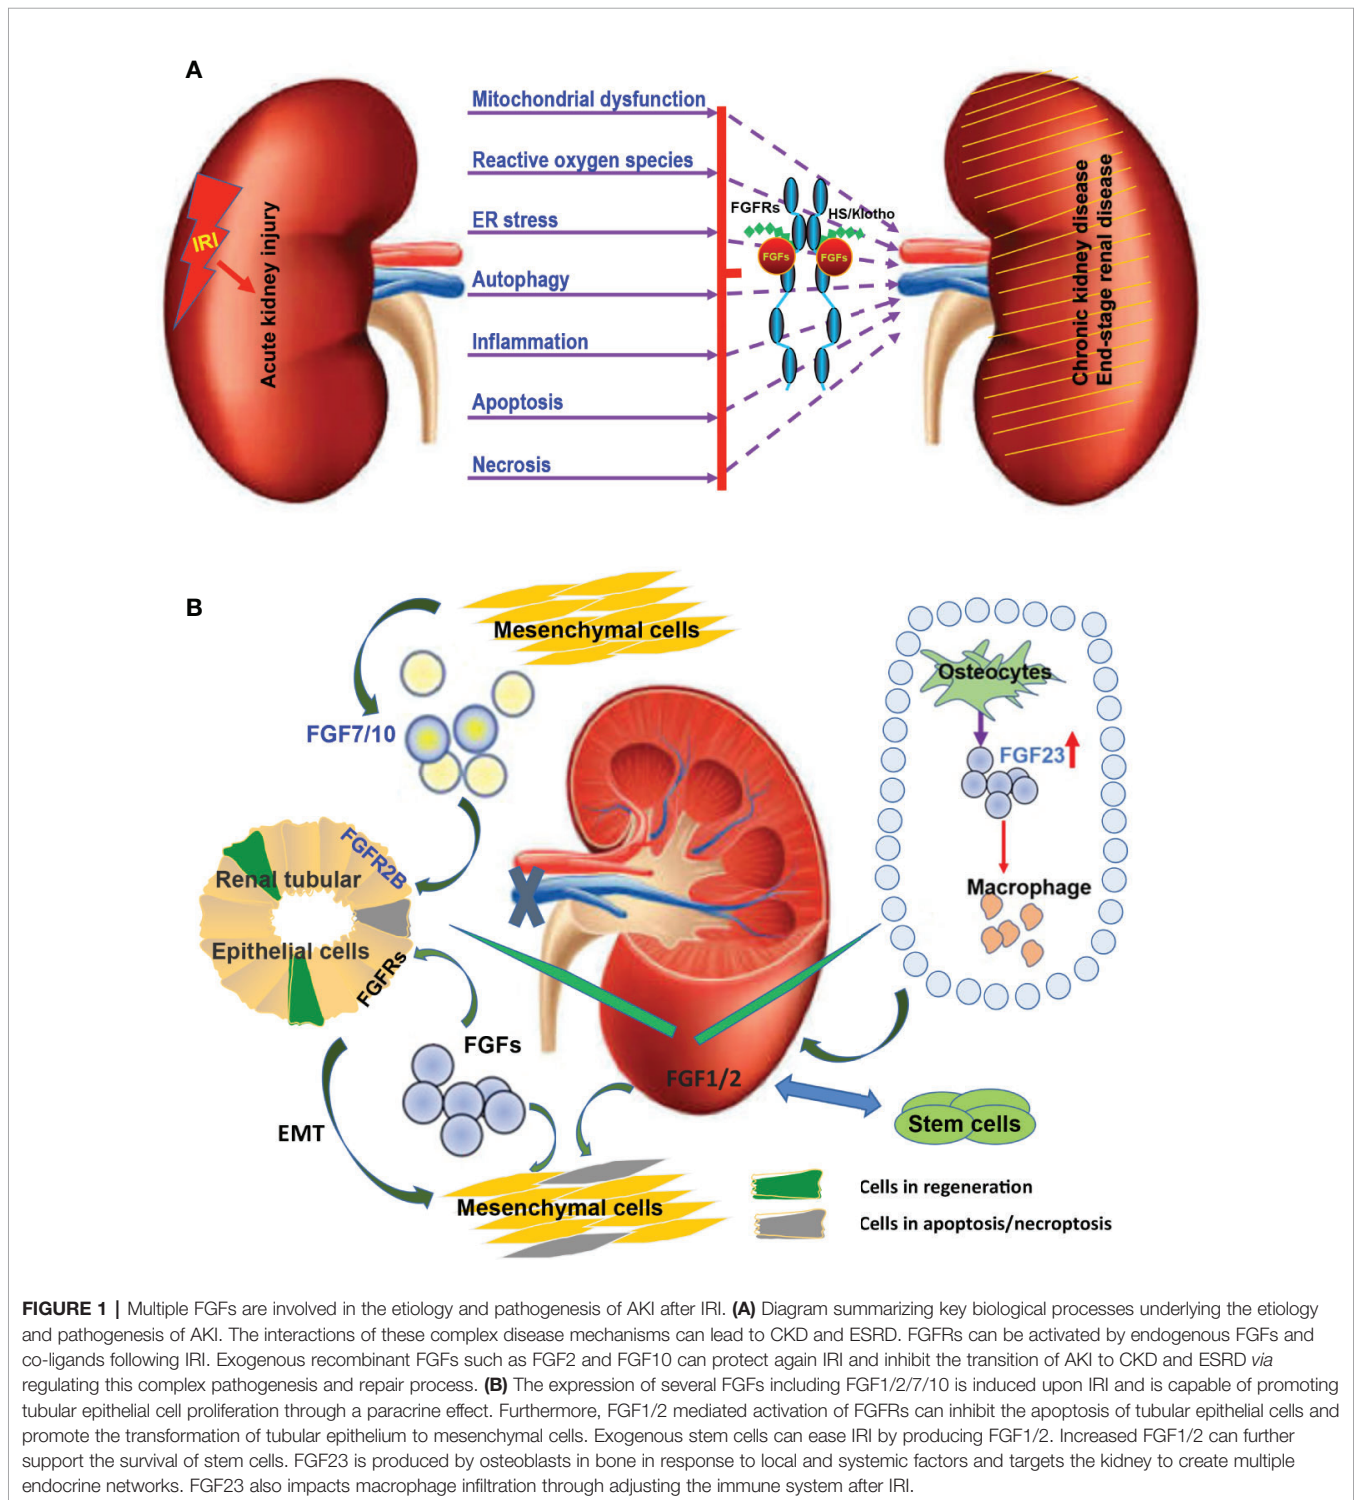 A
Mitochondrial dysfunction
Reactive oxygen species
ER stress
Autophagy
Inflammation
Apoptosis
Necrosis
IRI
Acute kidney injury
FGFRs
HS/Klotho
FGFs
FGFs
Chronic kidney disease
End-stage renal disease
B
Mesenchymal cells
FGF7/10
FGFR2B
Renal tubular
Epithelial cells
FGFRs
FGFs
EMT
Mesenchymal cells
FGF1/2
Osteocytes
FGF23
Macrophage
Stem cells
Cells in regeneration
Cells in apoptosis/necroptosis
FIGURE 1 | Multiple FGFs are involved in the etiology and pathogenesis of AKI after IRI. (A) Diagram summarizing key biological processes underlying the etiology
and pathogenesis of AKI. The interactions of these complex disease mechanisms can lead to CKD and ESRD. FGFRs can be activated by endogenous FGFs and
co-ligands following IRI. Exogenous recombinant FGFs such as FGF2 and FGF10 can protect again IRI and inhibit the transition of AKI to CKD and ESRD via
regulating this complex pathogenesis and repair process. (B) The expression of several FGFs including FGF1/2/7/10 is induced upon IRI and is capable of promoting
tubular epithelial cell proliferation through a paracrine effect. Furthermore, FGF1/2 mediated activation of FGFRs can inhibit the apoptosis of tubular epithelial cells and
promote the transformation of tubular epithelium to mesenchymal cells. Exogenous stem cells can ease IRI by producing FGF1/2. Increased FGF1/2 can further
support the survival of stem cells. FGF23 is produced by osteoblasts in bone in response to local and systemic factors and targets the kidney to create multiple
endocrine networks. FGF23 also impacts macrophage infiltration through adjusting the immune system after IRI.